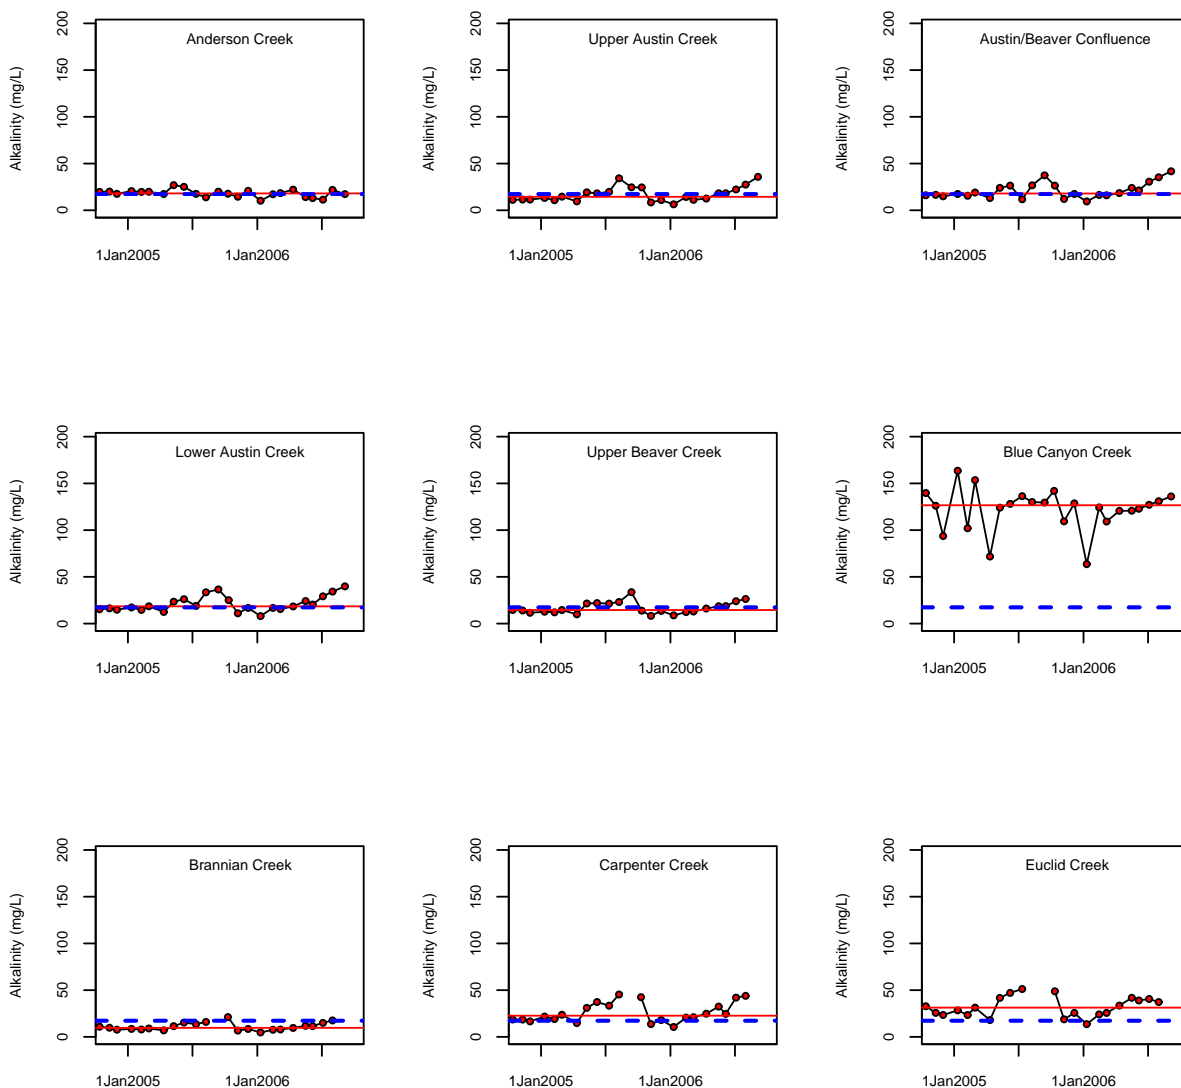 Anderson Creek
Alkalinity (mg/L)
200
150
100
50
0
1Jan2005 1Jan2006
Upper Austin Creek
Alkalinity (mg/L)
200
150
100
50
0
1Jan2005 1Jan2006
Austin/Beaver Confluence
Alkalinity (mg/L)
200
150
100
50
0
1Jan2005 1Jan2006
Lower Austin Creek
Alkalinity (mg/L)
200
150
100
50
0
1Jan2005 1Jan2006
Upper Beaver Creek
Alkalinity (mg/L)
200
150
100
50
0
1Jan2005 1Jan2006
Blue Canyon Creek
Alkalinity (mg/L)
200
150
100
50
0
1Jan2005 1Jan2006
Brannian Creek
Alkalinity (mg/L)
200
150
100
50
0
1Jan2005 1Jan2006
Carpenter Creek
Alkalinity (mg/L)
200
150
100
50
0
1Jan2005 1Jan2006
Euclid Creek
Alkalinity (mg/L)
200
150
100
50
0
1Jan2005 1Jan2006